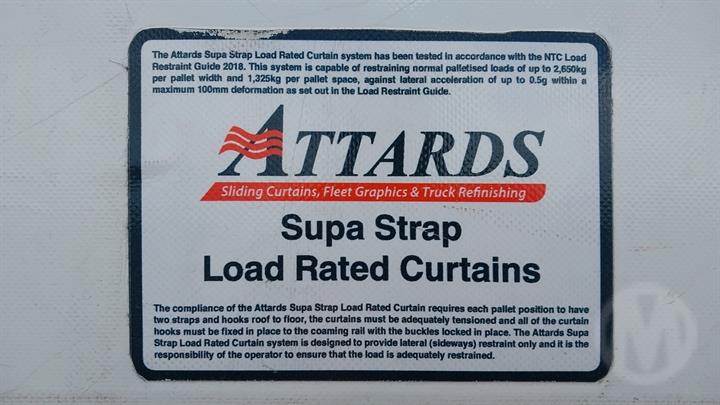 The Attards Supa Strap Load Rated Curtain system has been tested in accordance with the NTC Load
Restraint Guide 2018. This system is capable of restraining normal palletised loads of up to 2,650kg
per pallet width and 1,325kg per pallet space, against lateral acceleration of up to 0.5g within a
maximum 100mm deformation as set out in the Load Restraint Guide.
ATTARDS
Sliding Curtains, Fleet Graphics & Truck Refinishing
Supa Strap
Load Rated Curtains
The compliance of the Attards Supa Strap Load Rated Curtain requires each pallet position to have
two straps and hooks roof to floor, the curtains must be adequately tensioned and all of the curtain
hooks must be fixed in place to the coaming rail with the buckles locked in place. The Attards Supa
Strap Load Rated Curtain system is designed to provide lateral (sideways) restraint only and it is the
responsibility of the operator to ensure that the load is adequately restrained.